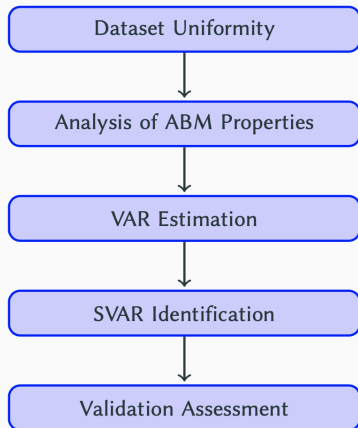 Dataset Uniformity
Analysis of ABM Properties
VAR Estimation
SVAR Identification
Validation Assessment